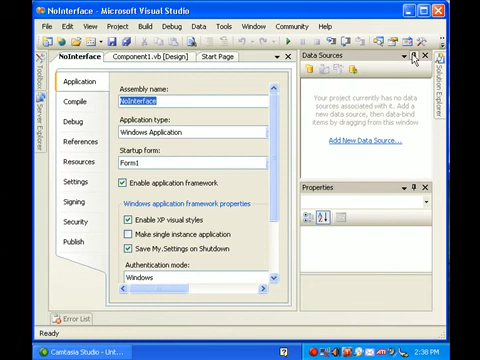 NoInterface - Microsoft Visual Studio
File Edit View Project Build Debug Data Tools Window Community Help
NoInterface Component1.vb [Design] Start Page
Data Sources
Toolbox
Server Explorer
Solution Explorer
Application
Compile
Debug
References
Resources
Settings
Signing
Security
Publish
Assembly name:
NoInterface
Application type:
Windows Application
Startup form:
Form1
Enable application framework
Windows application framework properties
Enable XP visual styles
Make single instance application
Save My.Settings on Shutdown
Authentication mode:
Windows
Your project currently has no data
sources associated with it. Add a
new data source, then data-bind
items by dragging from this window
Add New Data Source...
Properties
Error List
Ready
Camtasia Studio - Unt...
2:38 PM